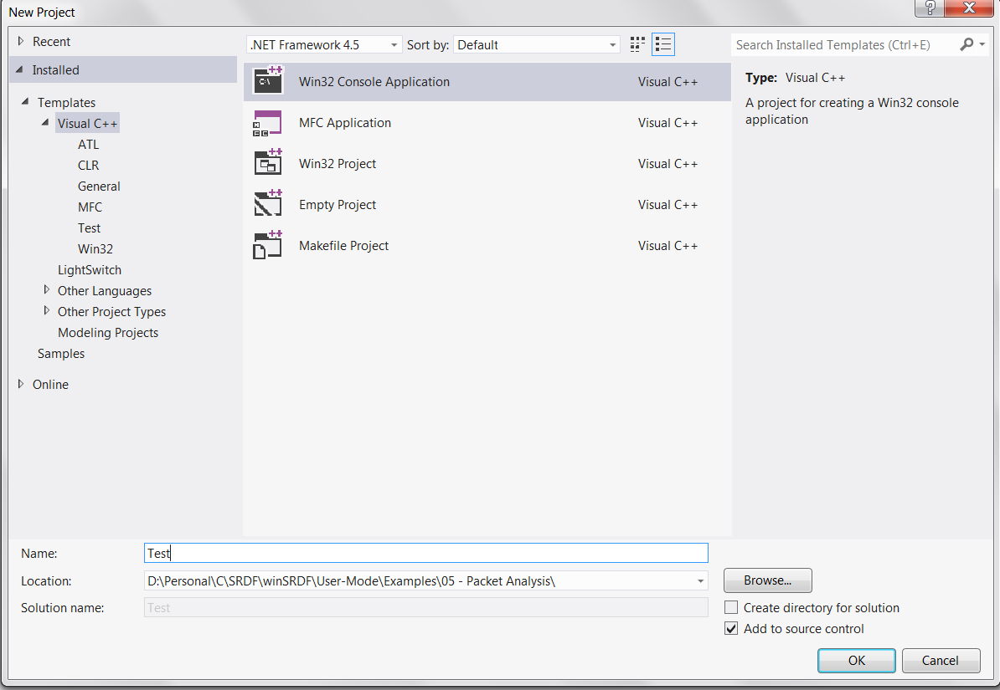 New Project
Recent
Installed
Templates
Visual C++
ATL
CLR
General
MFC
Test
Win32
LightSwitch
Other Languages
Other Project Types
Modeling Projects
Samples
Online
.NET Framework 4.5 Sort by: Default
Win32 Console Application Visual C++
MFC Application Visual C++
Win32 Project Visual C++
Empty Project Visual C++
Makefile Project Visual C++
Search Installed Templates (Ctrl+E)
Type: Visual C++
A project for creating a Win32 console
application
Name: Test
Location: D:\Personal\C\SRDF\winSRDF\User-Mode\Examples\05 - Packet Analysis\ Browse...
Solution name: Test
Create directory for solution
Add to source control
OK Cancel